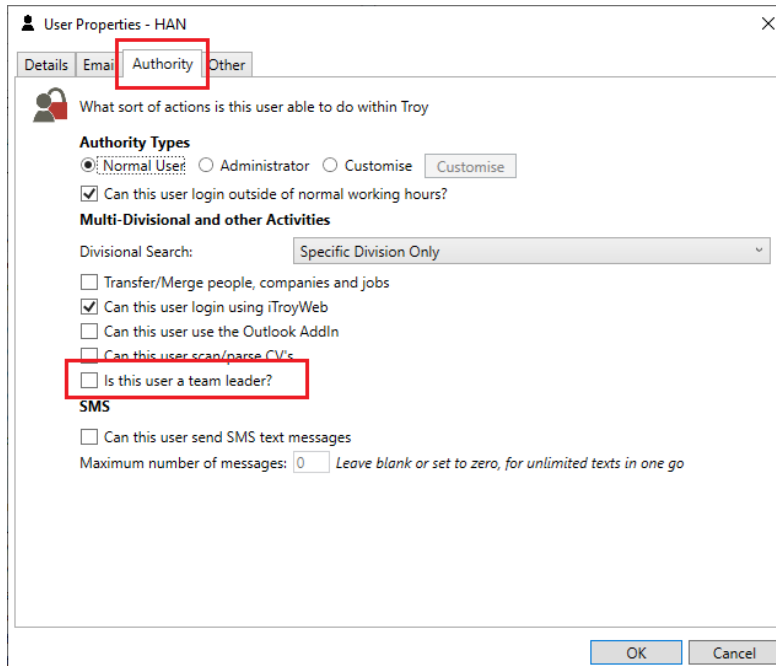 User Properties - HAN
Details Email Authority Other
What sort of actions is this user able to do within Troy
Authority Types
Normal User Administrator Customise Customise
Can this user login outside of normal working hours?
Multi-Divisional and other Activities
Divisional Search: Specific Division Only
Transfer/Merge people, companies and jobs
Can this user login using iTroyWeb
Can this user use the Outlook AddIn
Can this user scan/parse CV's
Is this user a team leader?
SMS
Can this user send SMS text messages
Maximum number of messages: 0 Leave blank or set to zero, for unlimited texts in one go
OK Cancel